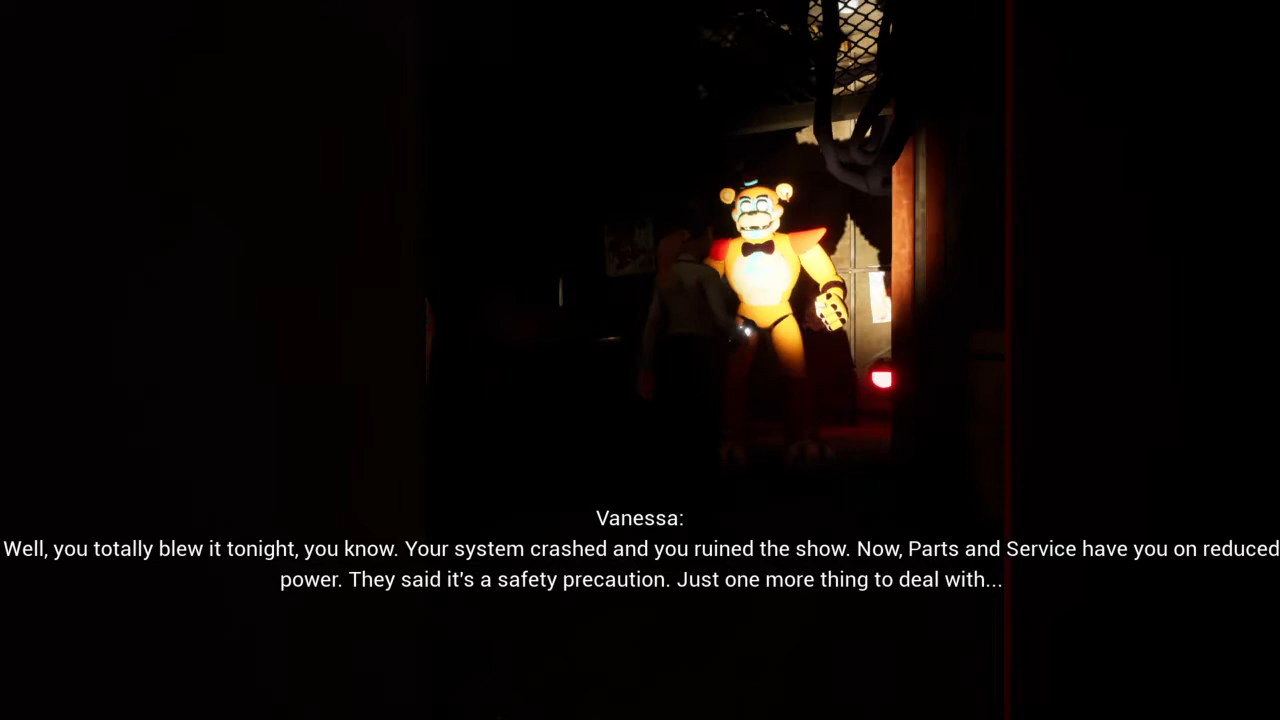 Vanessa:
Well, you totally blew it tonight, you know. Your system crashed and you ruined the show. Now, Parts and Service have you on reduced
power. They said it's a safety precaution. Just one more thing to deal with...